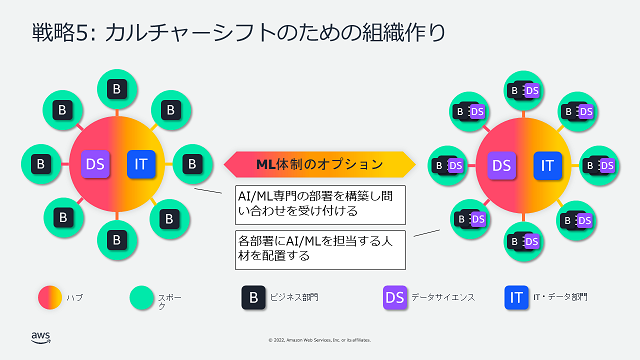 戦略5: カルチャーシフトのための組織作り
B
B
B
B
B
B
B
B
DS
IT
ML体制のオプション
AI/ML専門の部署を構築し問
い合わせを受け付ける
各部署にAI/MLを担当する人
材を配置する
B DS
B DS
B DS
B DS
B DS
B DS
B DS
B DS
DS
IT
ハブ
スポー
ク
B
ビジネス部門
DS
データサイエンス
IT
IT・データ部門
aws
© 2022, Amazon Web Services, Inc. or its affiliates.